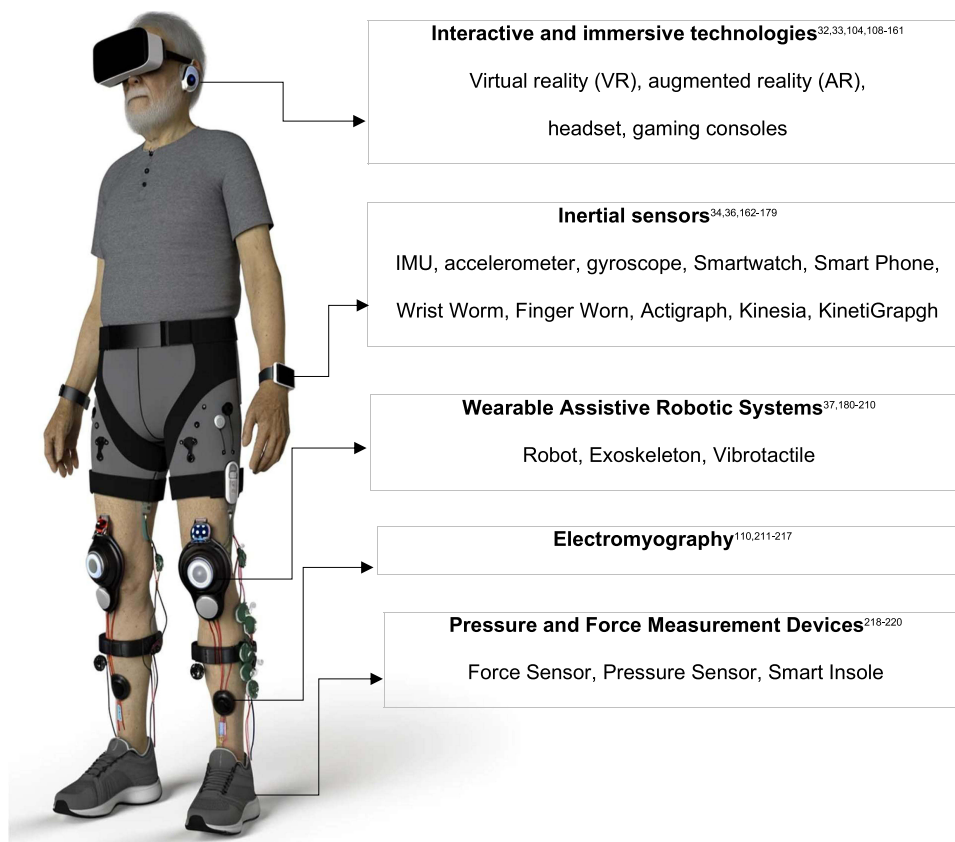 Interactive and immersive technologies32,33,104,108-161
Virtual reality (VR), augmented reality (AR),
headset, gaming consoles
Inertial sensors34,36,162-179
IMU, accelerometer, gyroscope, Smartwatch, Smart Phone,
Wrist Worm, Finger Worn, Actigraph, Kinesia, KinetiGrapgh
Wearable Assistive Robotic Systems37,180-210
Robot, Exoskeleton, Vibrotactile
Electromyography110,211-217
Pressure and Force Measurement Devices218-220
Force Sensor, Pressure Sensor, Smart Insole